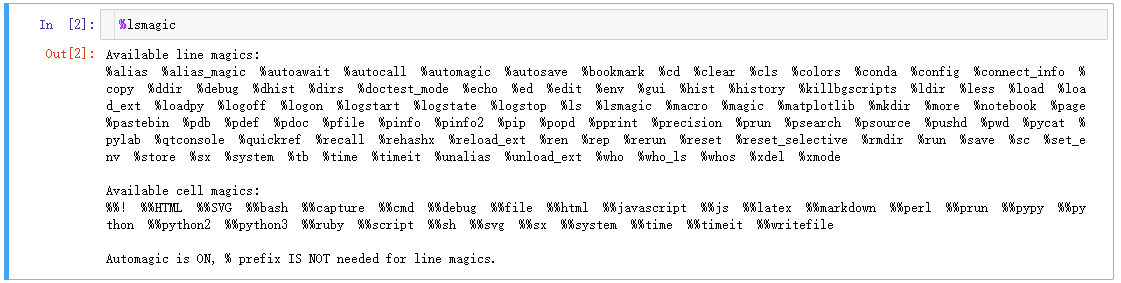 In [2]: %lsmagic
Out[2]: Available line magics:
%alias %alias_magic %autoawait %autocall %automagic %autosave %bookmark %cd %clear %cls %colors %conda %config %connect_info %
copy %ddir %debug %dhist %dirs %doctest_mode %echo %ed %edit %env %gui %hist %history %killbgscripts %ldir %less %load %loa
d_ext %loadpy %logoff %logon %logstart %logstate %logstop %ls %lsmagic %macro %magic %matplotlib %mkdir %more %notebook %page
%pastebin %pdb %pdef %pdoc %pfile %pinfo %pinfo2 %pip %popd %pprint %precision %prun %psearch %psource %pushd %pwd %pycat %
pylab %qtconsole %quickref %recall %rehashx %reload_ext %ren %rep %rerun %reset %reset_selective %rmdir %run %save %sc %set_e
nv %store %sx %system %tb %time %timeit %unalias %unload_ext %who %who_ls %whos %xdel %xmode
Available cell magics:
%%! %%HTML %%SVG %%bash %%capture %%cmd %%debug %%file %%html %%javascript %%js %%latex %%markdown %%perl %%prun %%pypy %%py
thon %%python2 %%python3 %%ruby %%script %%sh %%svg %%sx %%system %%time %%timeit %%writefile
Automagic is ON, % prefix IS NOT needed for line magics.